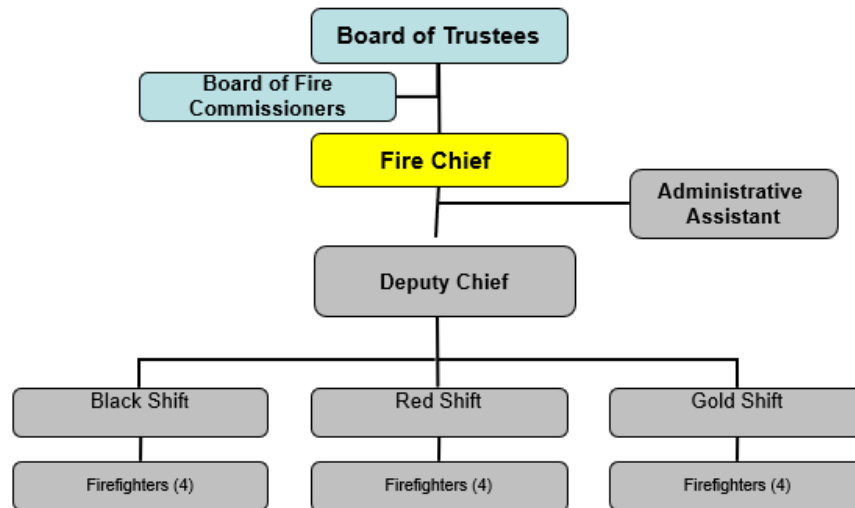 Board of Trustees
Board of Fire
Commissioners
Fire Chief
Administrative
Assistant
Deputy Chief
Black Shift
Red Shift
Gold Shift
Firefighters (4)
Firefighters (4)
Firefighters (4)